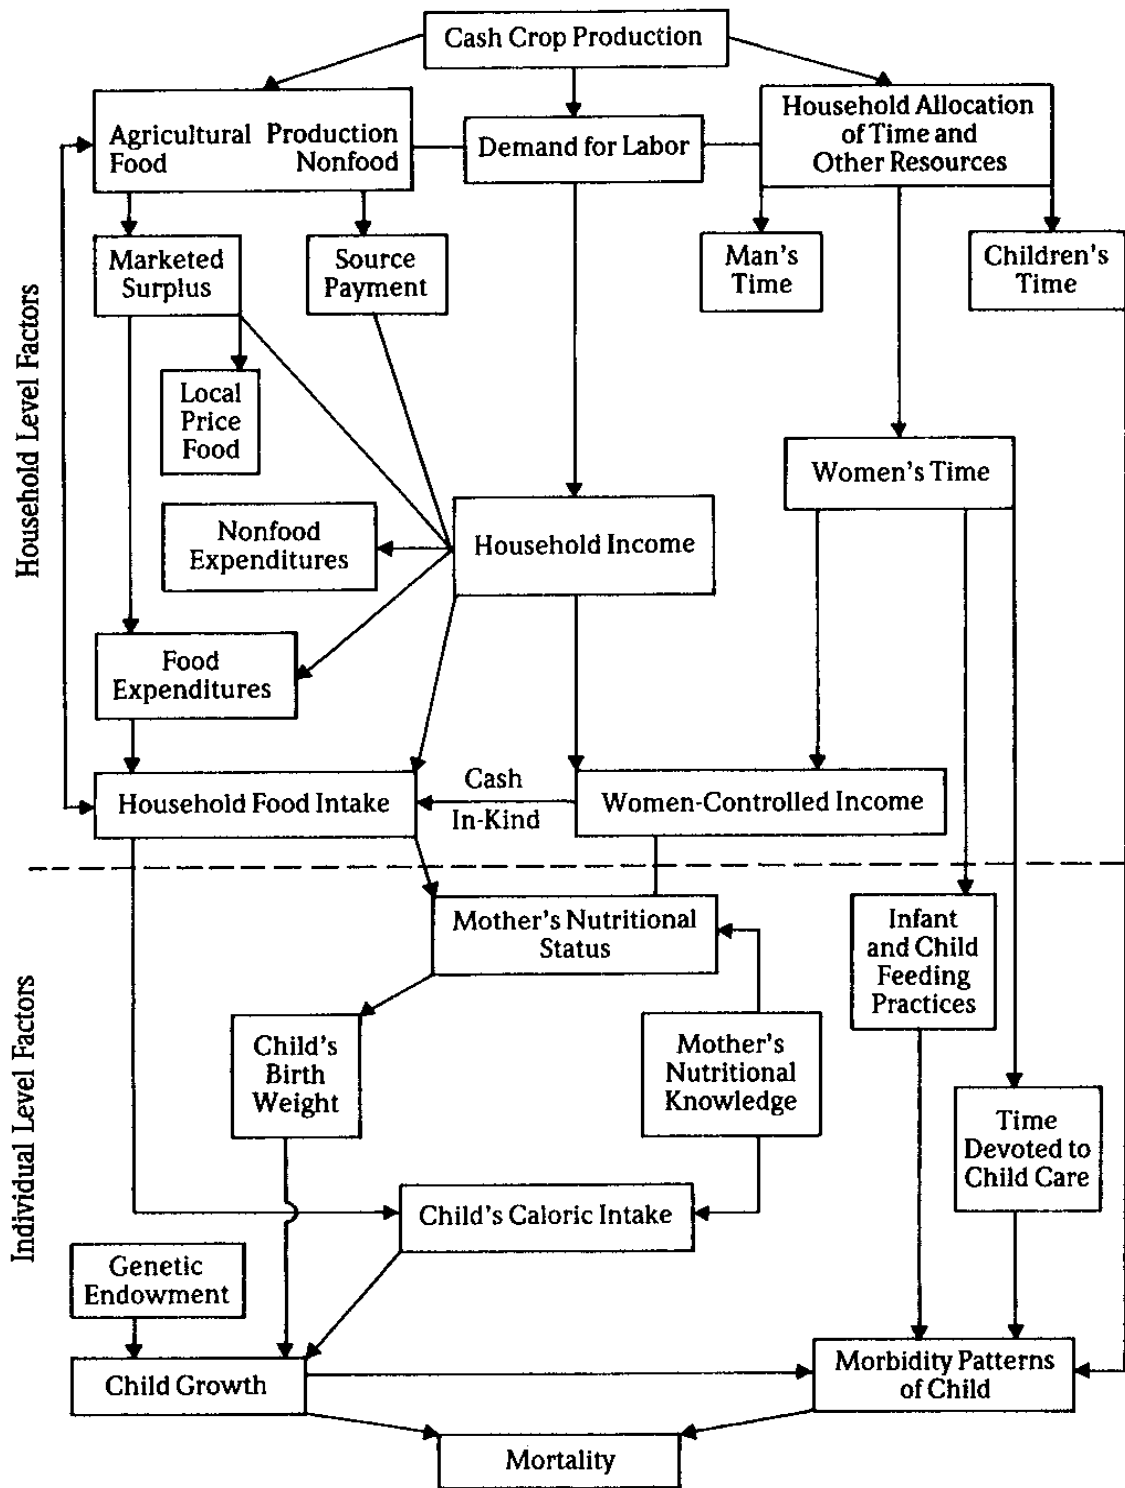 Cash Crop Production
Agricultural Production
Food Nonfood
Demand for Labor
Household Allocation
of Time and
Other Resources
Marketed
Surplus
Source
Payment
Man's
Time
Children's
Time
Household Level Factors
Local
Price
Food
Women's Time
Nonfood
Expenditures
Household Income
Food
Expenditures
Household Food Intake
Cash
In-Kind
Women-Controlled Income
Individual Level Factors
Mother's Nutritional
Status
Infant
and Child
Feeding
Practices
Child's
Birth
Weight
Mother's
Nutritional
Knowledge
Time
Devoted to
Child Care
Child's Caloric Intake
Genetic
Endowment
Child Growth
Morbidity Patterns
of Child
Mortality